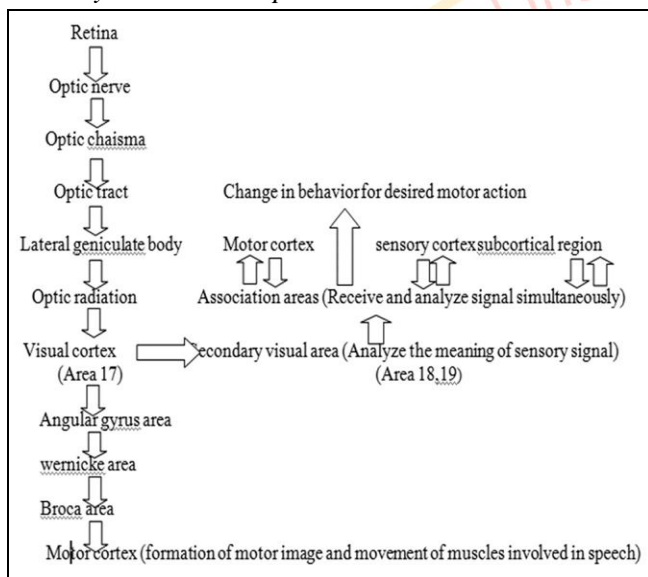 Retina
Optic nerve
Optic chaisma
Optic tract
Change in behavior for desired motor action
Lateral geniculate body
Motor cortex
sensory cortex subcortical region
Optic radiation
Association areas (Receive and analyze signal simultaneously)
Visual cortex
(Area 17)
econdary visual area (Analyze the meaning of sensory signal)
(Area 18,19)
Angular gyrus area
wernicke area
Broca area
Motor cortex (formation of motor image and movement of muscles involved in speech)